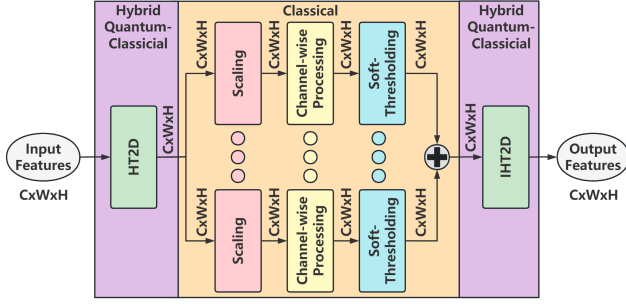 Hybrid
Quantum-
Classicial
Classical
Hybrid
Quantum-
Classicial
CxWxH
Scaling
CxWxH
Channel-wise
Processing
CxWxH
Soft-
Thresholding
CxWxH
Input
Features
CxWxH
HT2D
CxWxH
CxWxH
IHT2D
Output
Features
CxWxH
CxWxH
Scaling
CxWxH
Channel-wise
Processing
CxWxH
Soft-
Thresholding
CxWxH